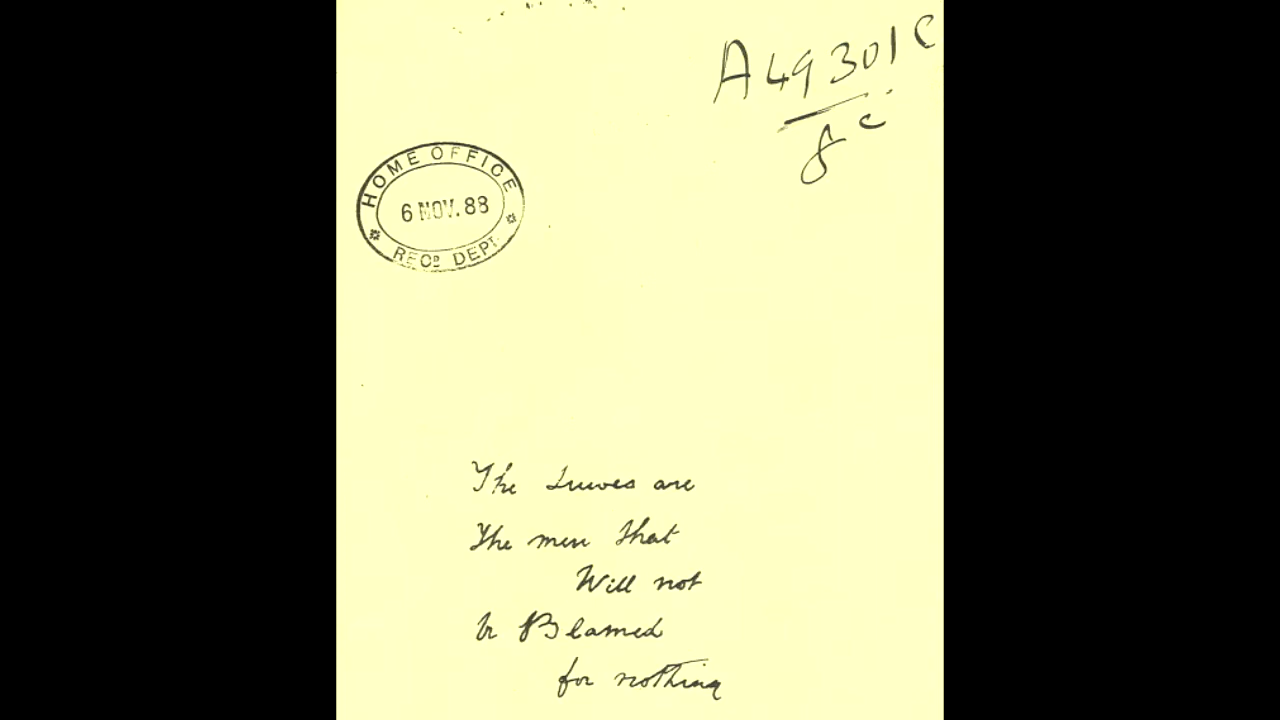 A49301C
8c
HOME OFFICE
6 NOV. 88
RECD DEPT.
The Juwes are
The men that
Will not
be Blamed
for nothing